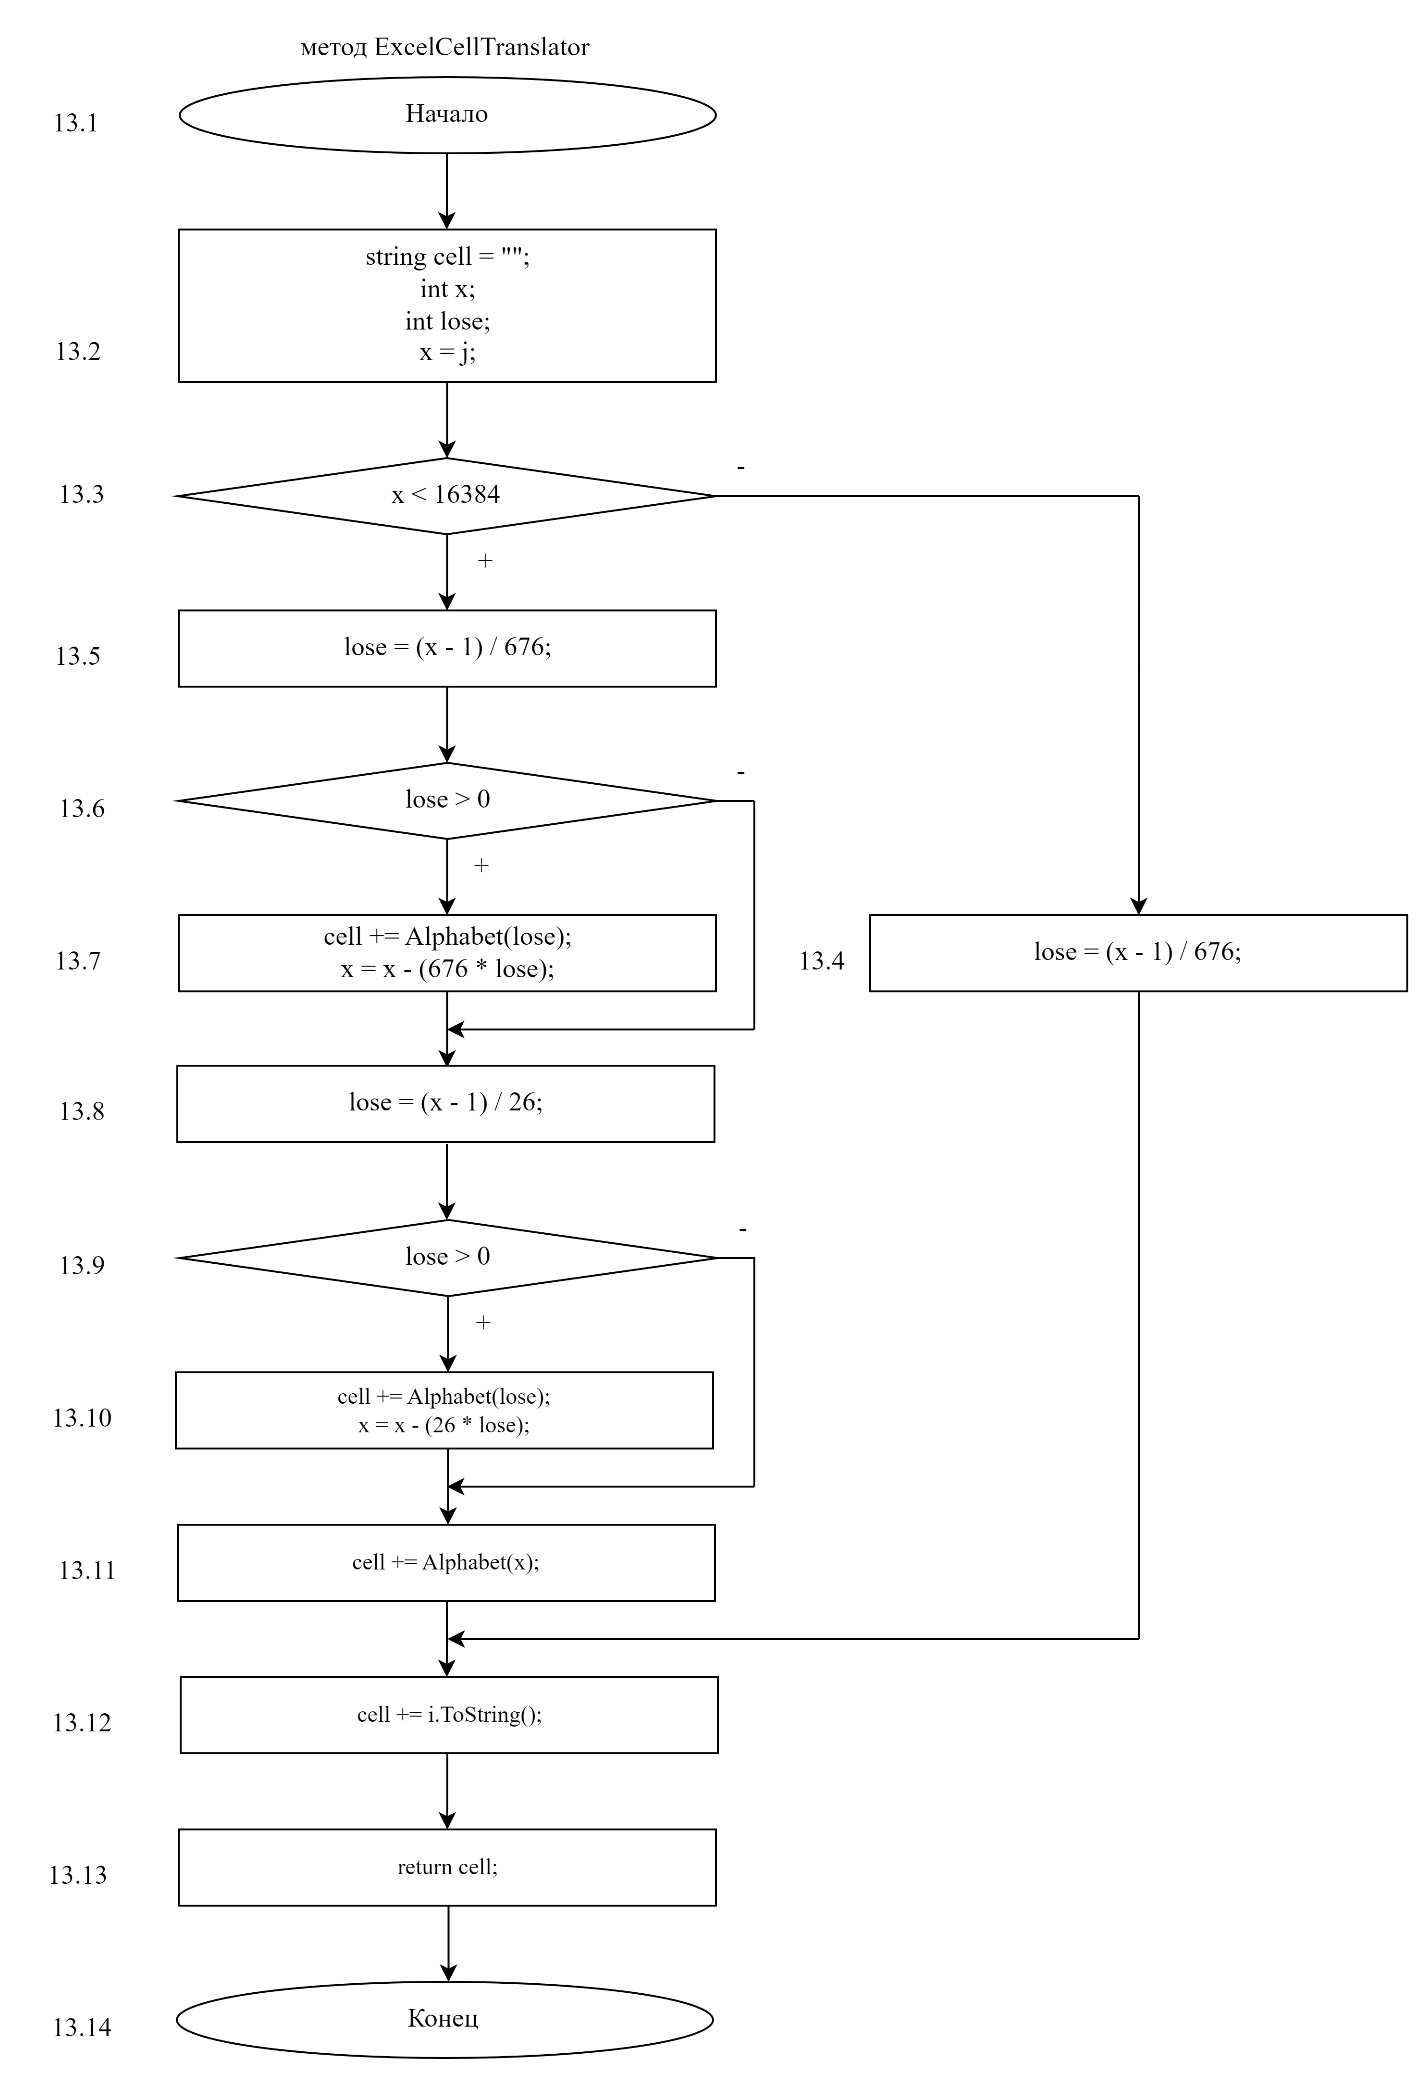 метод ExcelCellTranslator
13.1
Начало
string cell = "";
int x;
int lose;
x = j;
13.2
13.3
x < 16384
-
+
13.5
lose = (x - 1) / 676;
13.6
lose > 0
-
+
13.7
cell += Alphabet(lose);
x = x - (676 * lose);
13.4
lose = (x - 1) / 676;
13.8
lose = (x - 1) / 26;
13.9
lose > 0
-
+
13.10
cell += Alphabet(lose);
x = x - (26 * lose);
13.11
cell += Alphabet(x);
13.12
cell += i.ToString();
13.13
return cell;
13.14
Конец